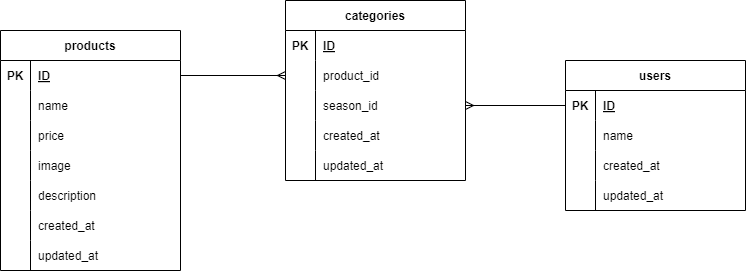 products
PK ID
name
price
image
description
created_at
updated_at
categories
PK ID
product_id
season_id
created_at
updated_at
users
PK ID
name
created_at
updated_at